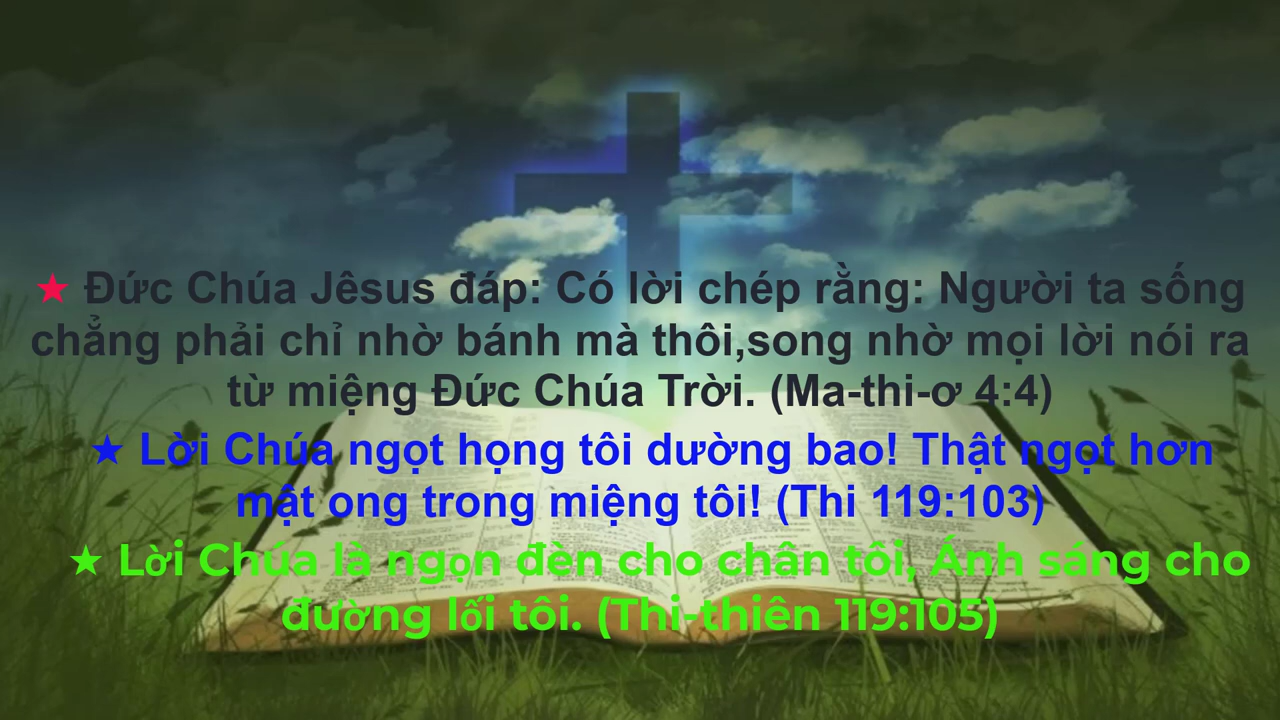 ★ Đức Chúa Jêsus đáp: Có lời chép rằng: Người ta sống
chẳng phải chỉ nhờ bánh mà thôi,song nhờ mọi lời nói ra
từ miệng Đức Chúa Trời. (Ma-thi-ơ 4:4)
★ Lời Chúa ngọt họng tôi dường bao! Thật ngọt hơn
mật ong trong miệng tôi! (Thi 119:103)
★ Lời Chúa là ngọn đèn cho chân tôi, Ánh sáng cho
đường lối tôi. (Thi-thiên 119:105)